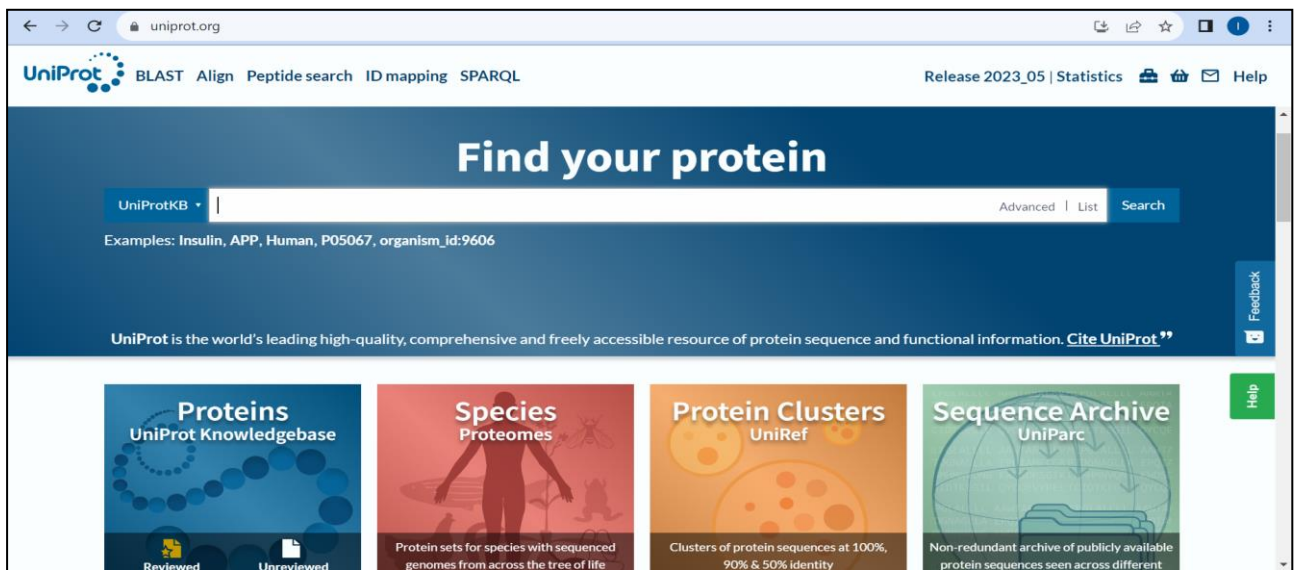 uniprot.org
UniProt BLAST Align Peptide search ID mapping SPARQL
Release 2023_05 | Statistics Help
Find your protein
UniProtKB
Advanced | List Search
Examples: Insulin, APP, Human, P05067, organism_id:9606
Feedback
UniProt is the world's leading high-quality, comprehensive and freely accessible resource of protein sequence and functional information. Cite UniProt ”
Help
Proteins
UniProt Knowledgebase
Reviewed Unreviewed
Species
Proteomes
Protein sets for species with sequenced
genomes from across the tree of life
Protein Clusters
UniRef
Clusters of protein sequences at 100%,
90% & 50% identity
Sequence Archive
UniParc
Non-redundant archive of publicly available
protein sequences seen across different